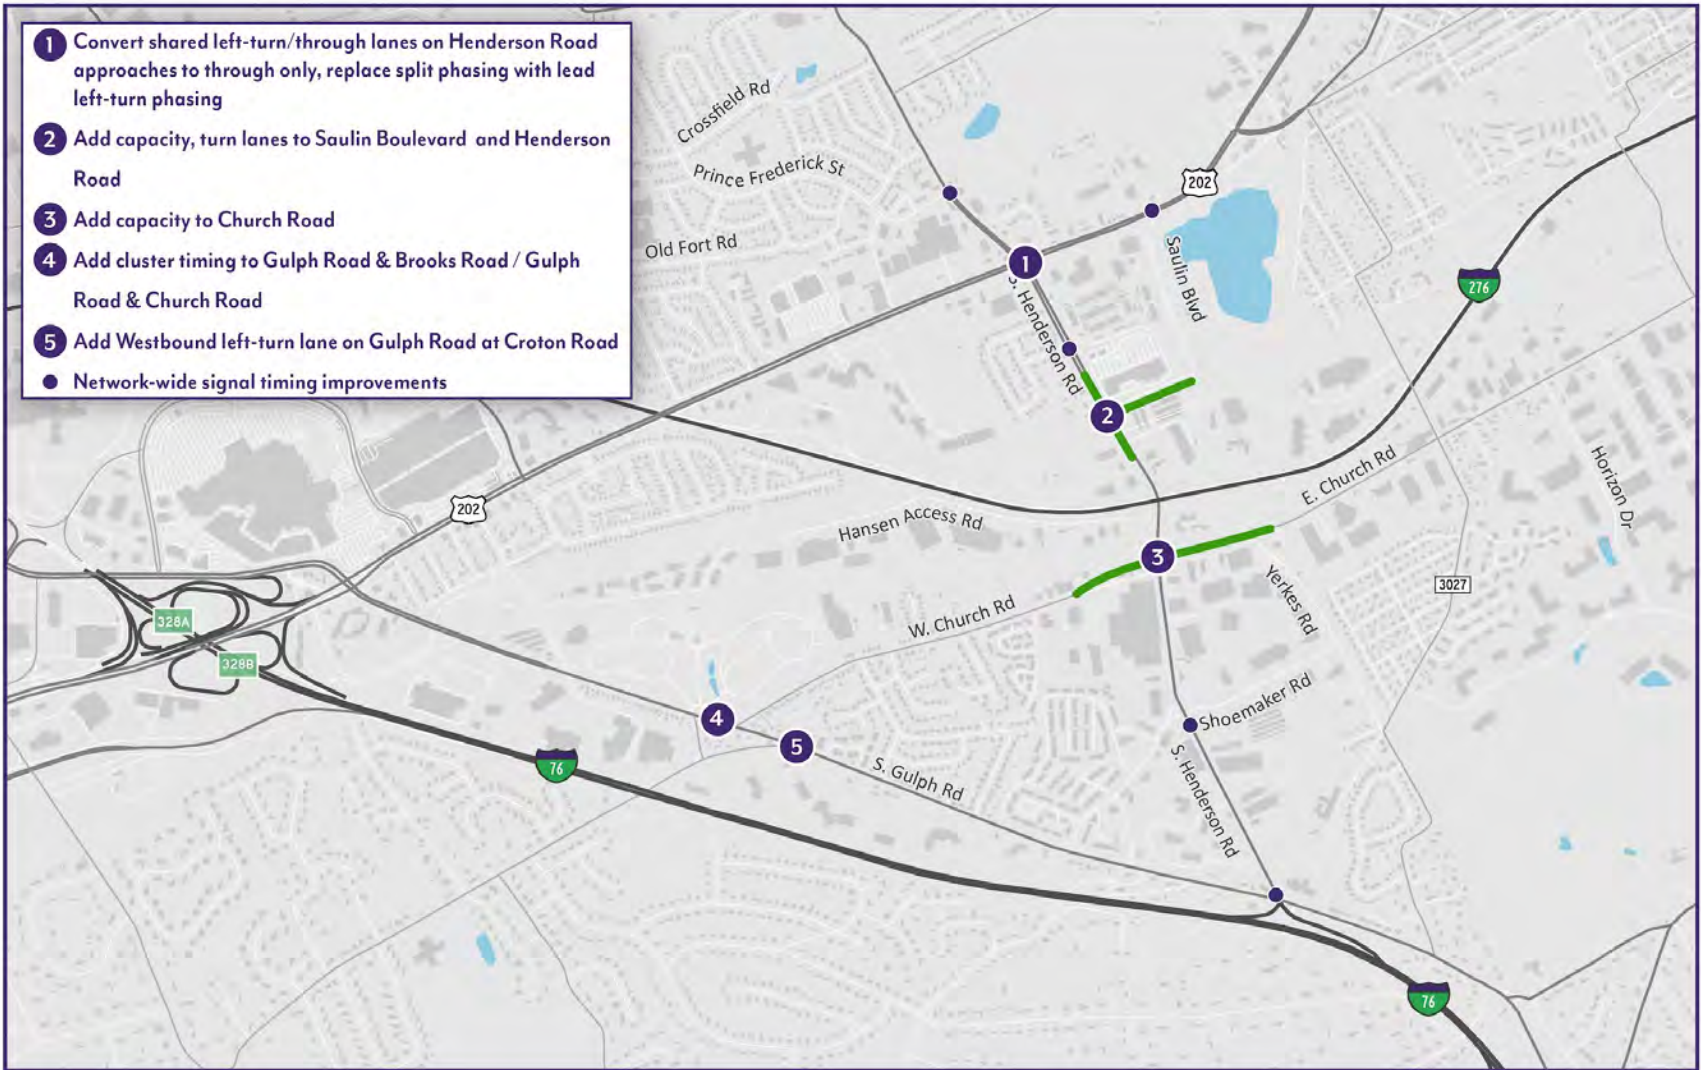 1 Convert shared left-turn/through lanes on Henderson Road
approaches to through only, replace split phasing with lead
left-turn phasing
2 Add capacity, turn lanes to Saulin Boulevard and Henderson
Road
3 Add capacity to Church Road
4 Add cluster timing to Gulph Road & Brooks Road / Gulph
Road & Church Road
5 Add Westbound left-turn lane on Gulph Road at Croton Road
Network-wide signal timing improvements
Crossfield Rd
Prince Frederick St
202
Old Fort Rd
1
Saulin Blvd
276
S. Henderson Rd
2
E. Church Rd
Horizon Dr
202
Hansen Access Rd
3
Yerkes Rd
3027
W. Church Rd
328A
328B
Shoemaker Rd
4
5
76
S. Gulph Rd
S. Henderson Rd
76